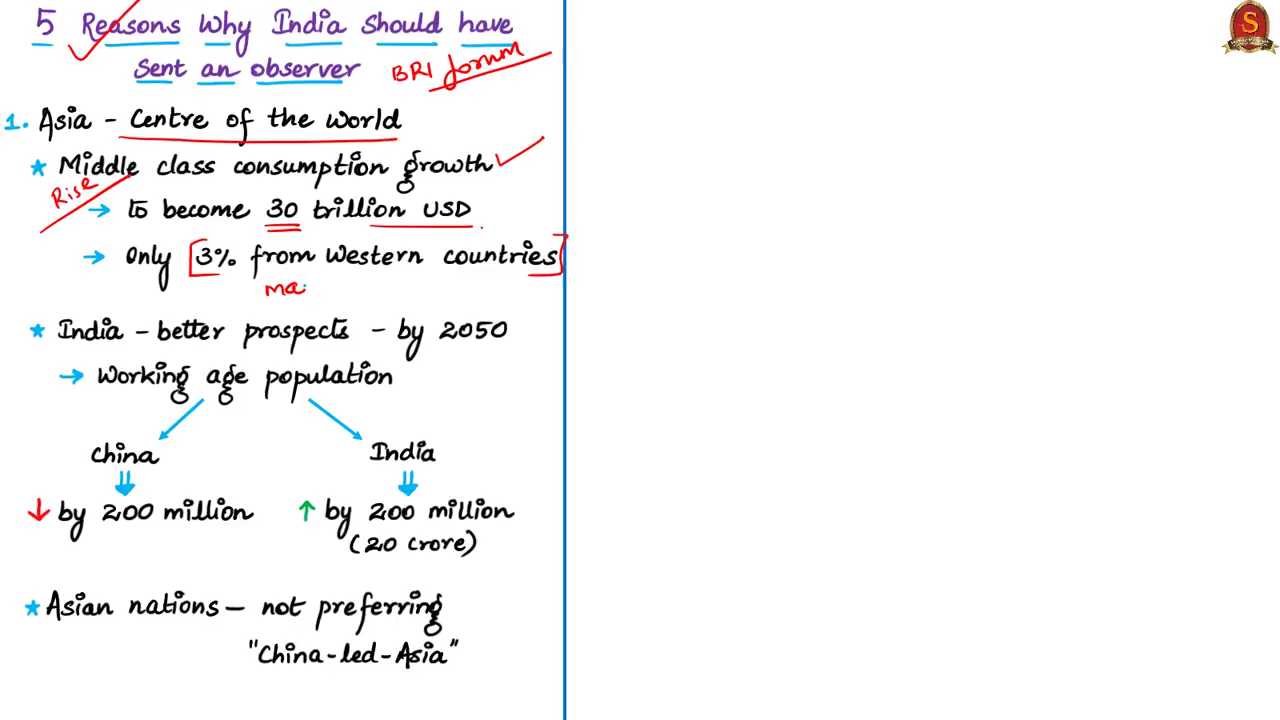 5 Reasons Why India Should have
Sent an observer BRI forum
1. Asia - Centre of the World
* Middle class consumption growth
Rise
→ to become 30 trillion USD
→ Only [3% from Western countries]
ma
* India - better prospects - by 2050
→ Working age population
China India
↓ by 200 million ↑ by 200 million
(20 crore)
* Asian nations - not preferring
"China-led-Asia"
S